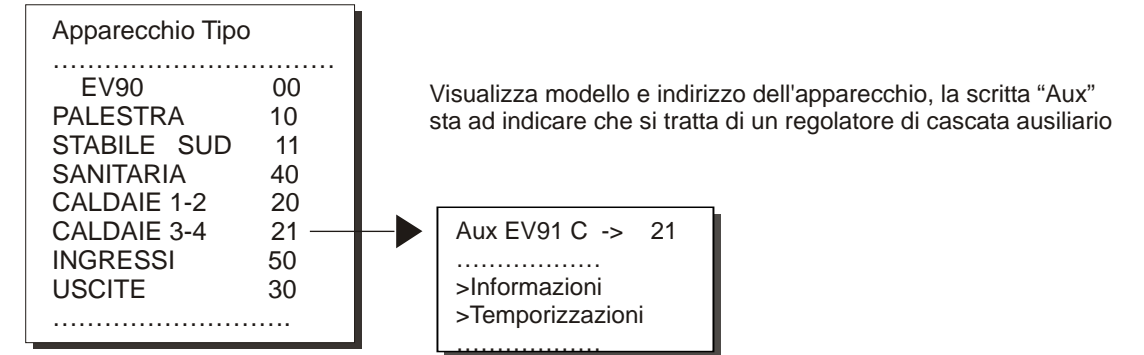 Apparecchio Tipo
……………………………
EV90 00
PALESTRA 10
STABILE SUD 11
SANITARIA 40
CALDAIE 1-2 20
CALDAIE 3-4 21
INGRESSI 50
USCITE 30
……………………….
Visualizza modello e indirizzo dell'apparecchio, la scritta “Aux”
sta ad indicare che si tratta di un regolatore di cascata ausiliario
Aux EV91 C -> 21
………………
>Informazioni
>Temporizzazioni
………………